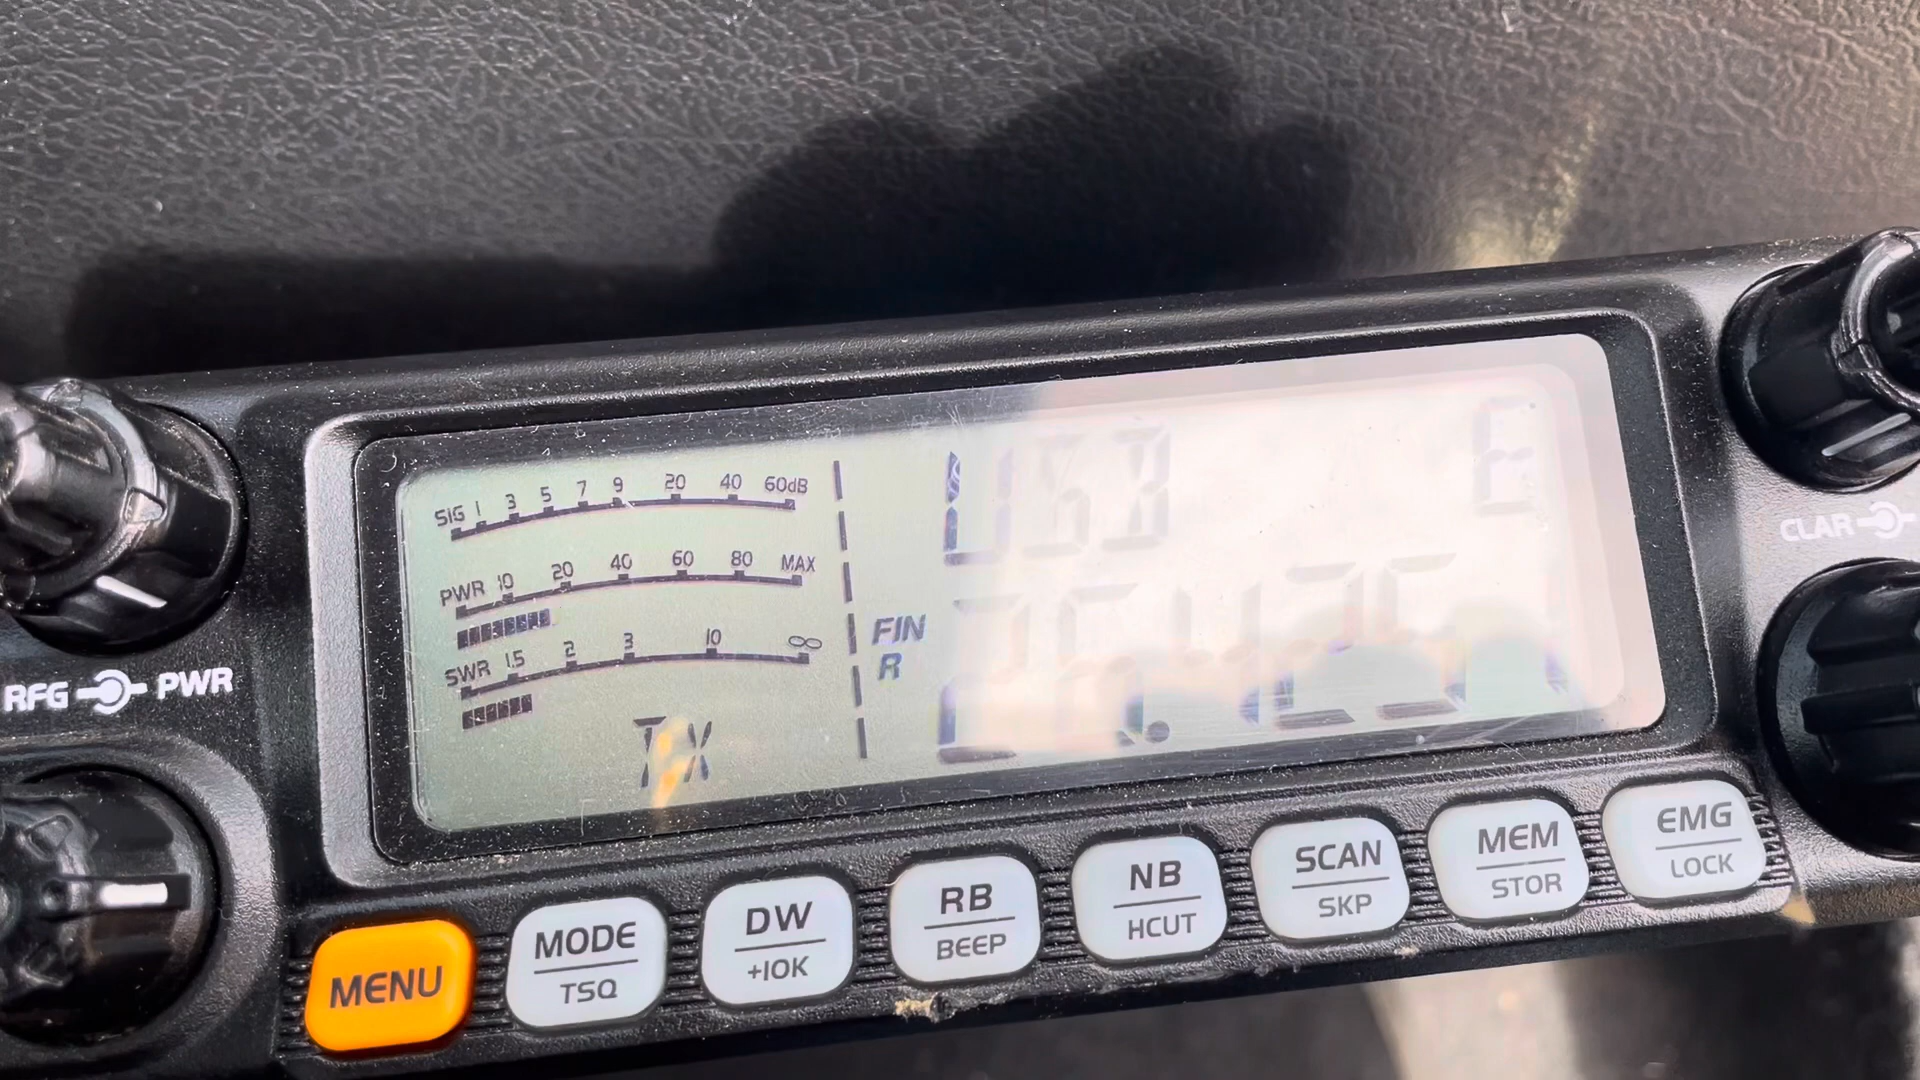 SIG 1 3 5 7 9 20 40 60dB
PWR 10 20 40 60 80 MAX
SWR 1.5 2 3 10 ∞
TX
FIN
R
USB
E
RFG PWR
CLAR
MENU
MODE
TSQ
DW
+10K
RB
BEEP
NB
HCUT
SCAN
SKP
MEM
STOR
EMG
LOCK